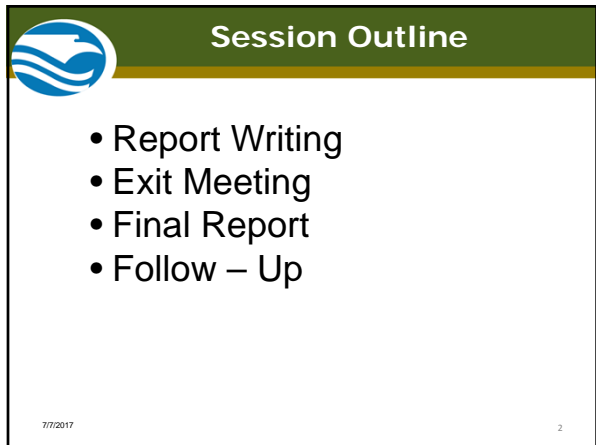 Session Outline
• Report Writing
• Exit Meeting
• Final Report
• Follow – Up
7/7/2017
2